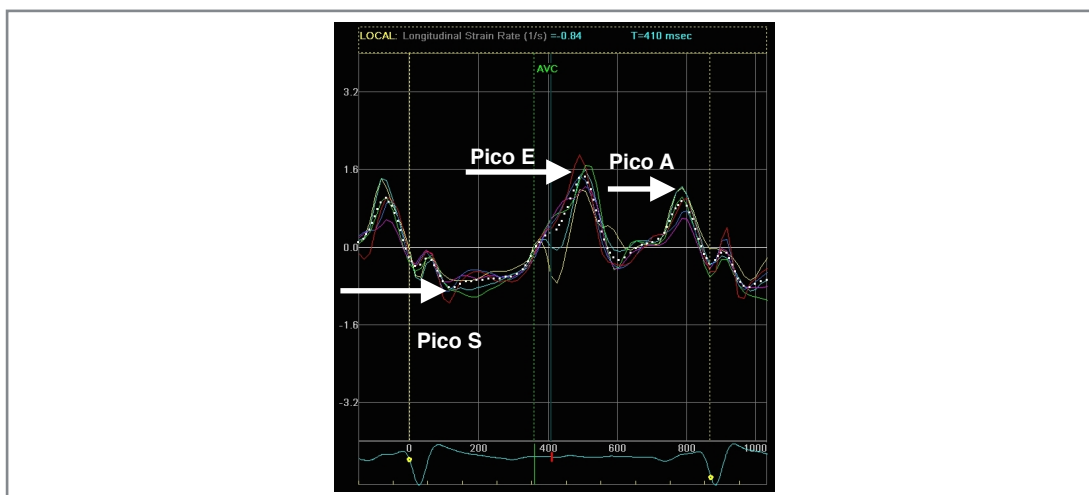 LOCAL: Longitudinal Strain Rate (1/s) =-0.84 T=410 msec
AVC
3.2
Pico E
Pico A
1.6
0.0
Pico S
-1.6
-3.2
0 200 400 600 800 1000